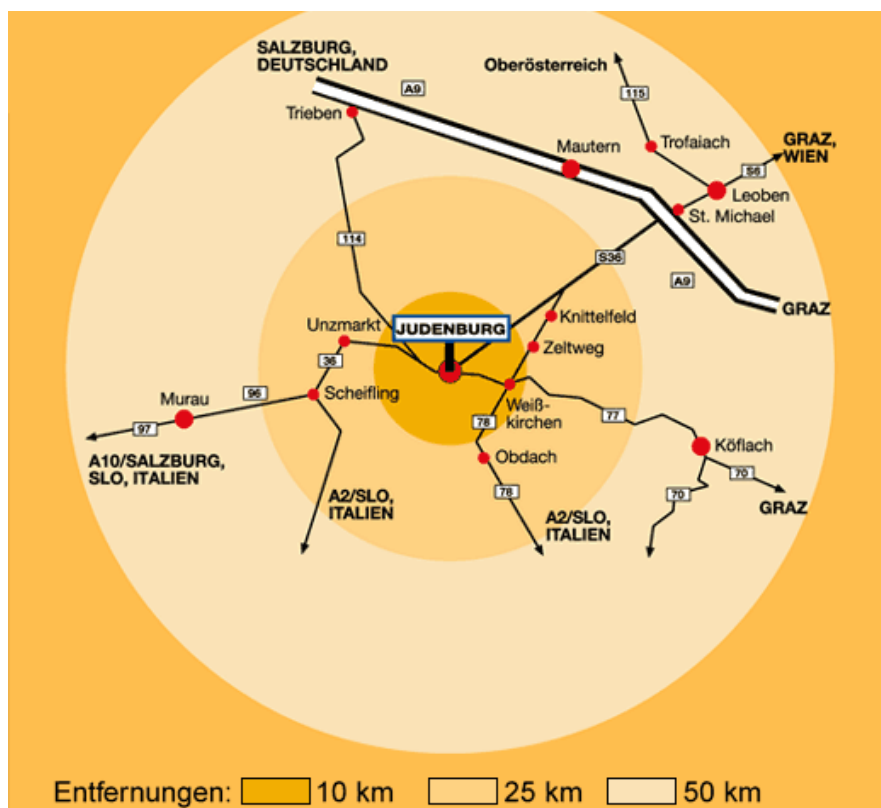 SALZBURG,
DEUTSCHLAND
A9
Oberösterreich
115
Trieben
Trofaiach
GRAZ,
WIEN
S6
Mautern
Leoben
St. Michael
114
S36
A9
GRAZ
Unzmarkt
JUDENBURG
Knittelfeld
Zeltweg
36
96
Scheifling
Murau
97
Weiß-
kirchen
78
77
Köflach
A10/SALZBURG,
SLO, ITALIEN
Obdach
70
78
70
A2/SLO,
ITALIEN
A2/SLO,
ITALIEN
GRAZ
Entfernungen: 10 km 25 km 50 km